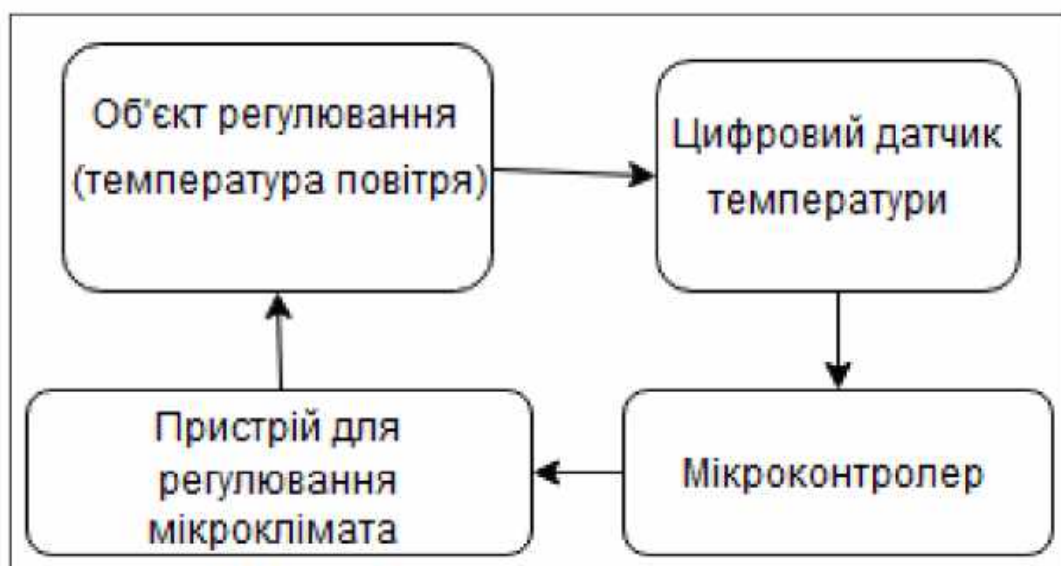 Об'єкт регулювання
(температура повітря)
Цифровий датчик
температури
Пристрій для
регулювання
мікроклімата
Мікроконтролер